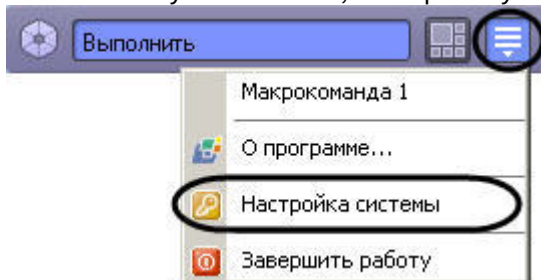 Выполнить
Макрокоманда 1
О программе...
Настройка системы
Завершить работу